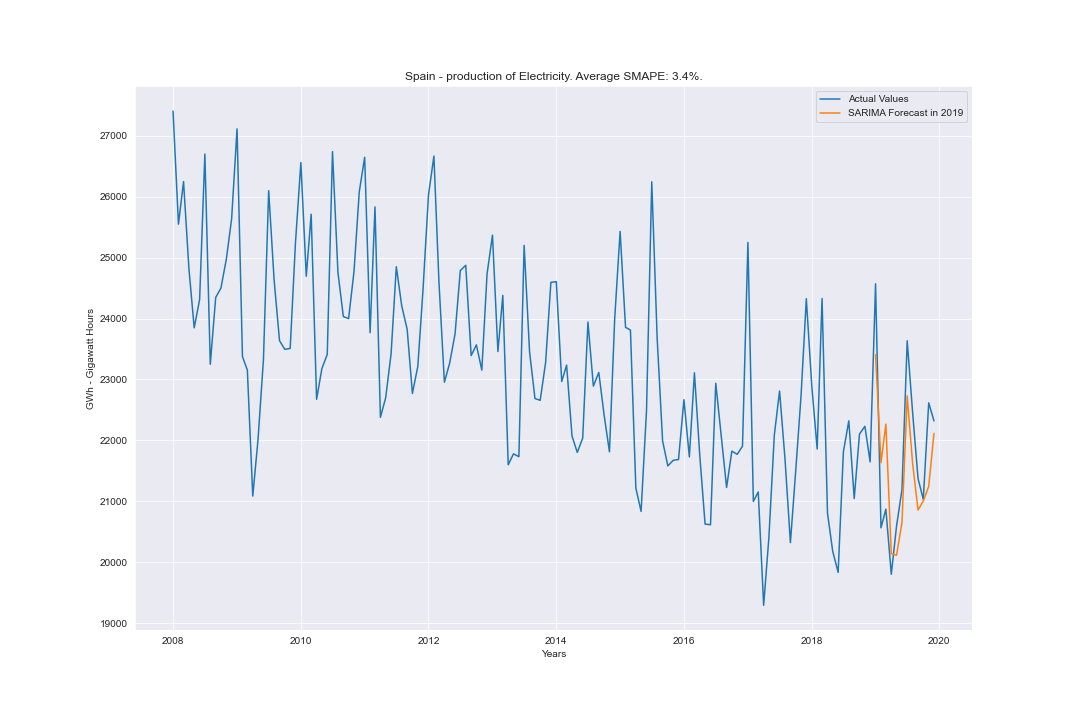 Spain - production of Electricity. Average SMAPE: 3.4%.
Actual Values
SARIMA Forecast in 2019
GWh - Gigawatt Hours
27000
26000
25000
24000
23000
22000
21000
20000
19000
2008 2010 2012 2014 2016 2018 2020
Years